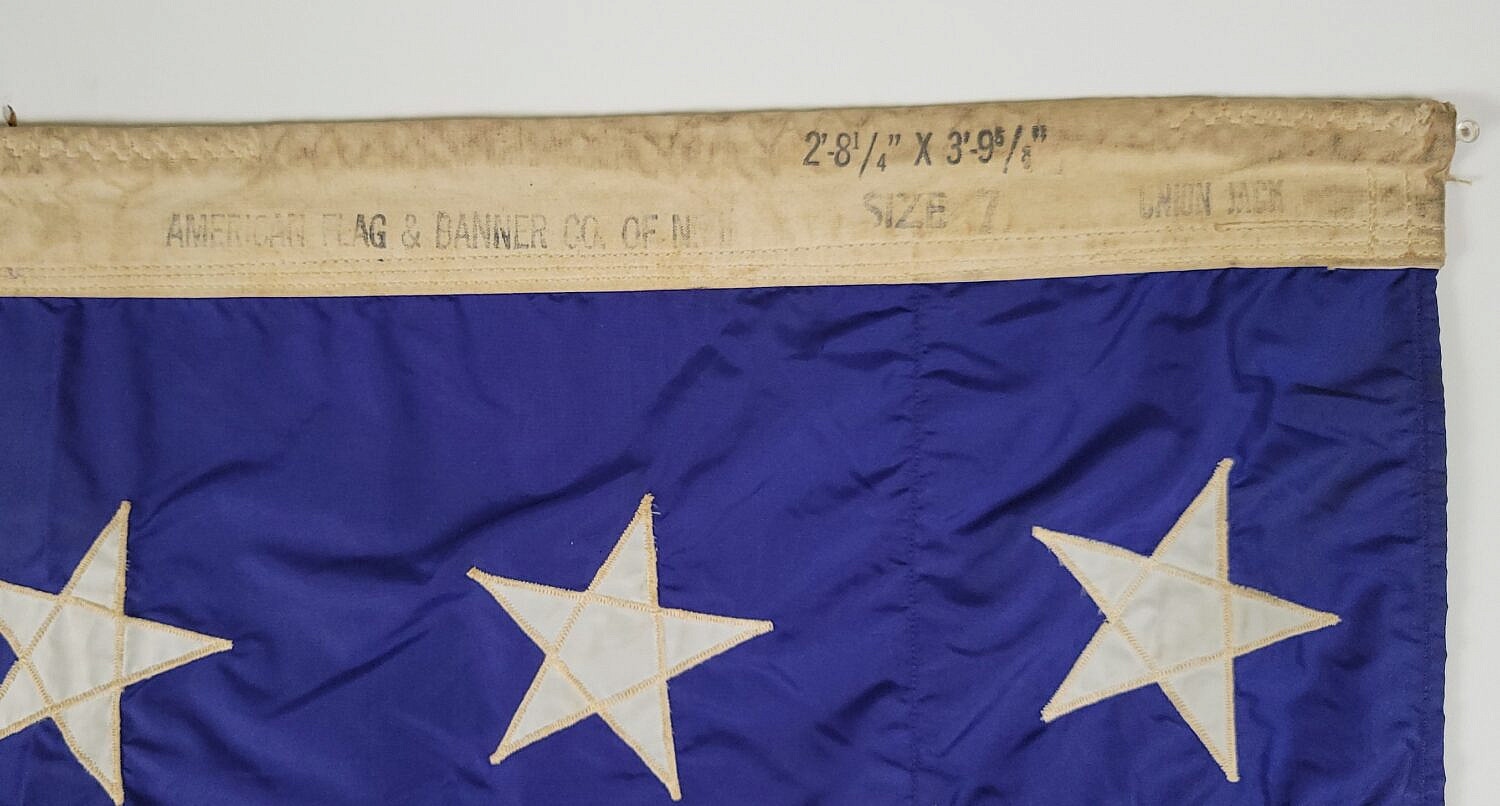 2'-8¹/₄" X 3'-9⁵/₈"
SIZE 7 UNION JACK
AMERICAN FLAG & BANNER CO. OF N.